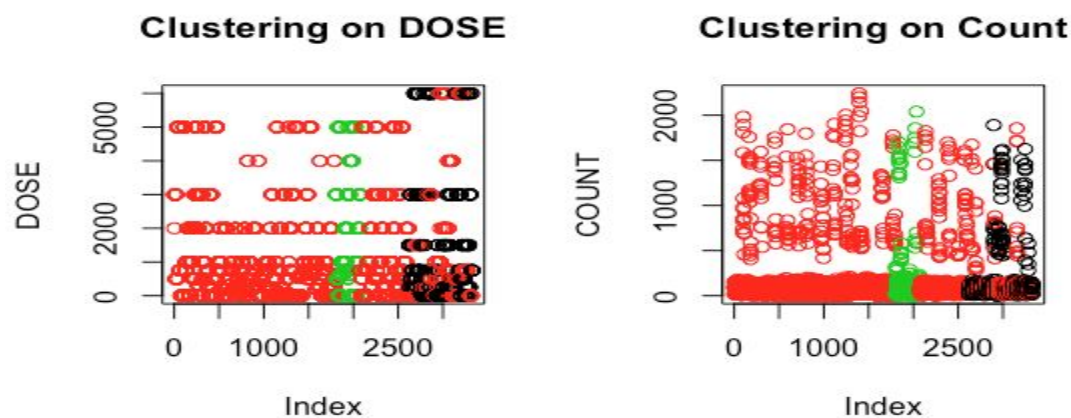 Clustering on DOSE
DOSE
5000
2000
0
0 1000 2500
Index
Clustering on Count
COUNT
2000
1000
0
0 1000 2500
Index